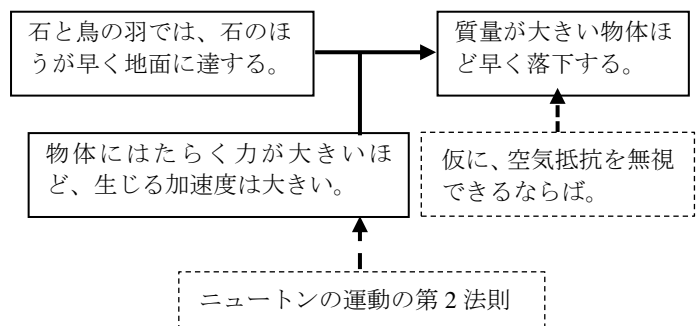 石と鳥の羽では、石のほ
うが早く地面に達する。
質量が大きい物体ほ
ど早く落下する。
物体にはたらく力が大きいほ
ど、生じる加速度は大きい。
仮に、空気抵抗を無視
できるならば。
ニュートンの運動の第 2 法則